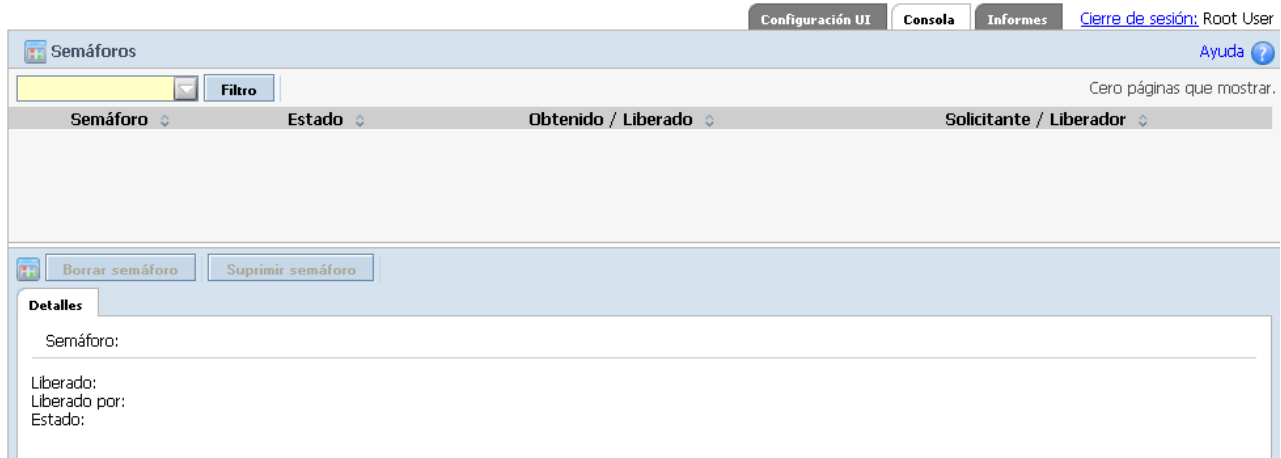 Configuración UI Consola Informes Cierre de sesión: Root User
Semáforos Ayuda ?
Filtro Cero páginas que mostrar.
Semáforo Estado Obtenido / Liberado Solicitante / Liberador
Borrar semáforo Suprimir semáforo
Detalles
Semáforo:
Liberado:
Liberado por:
Estado: